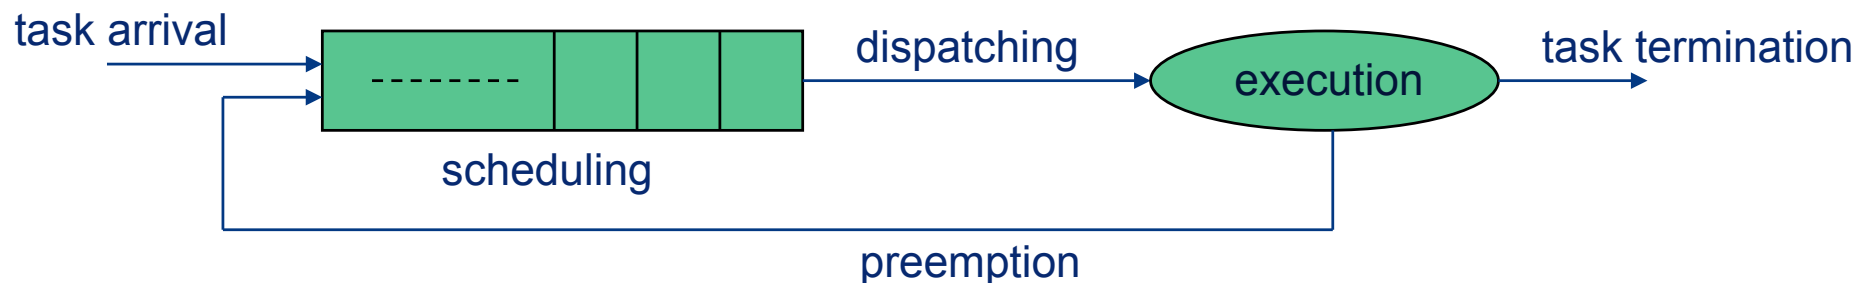 task arrival
dispatching
task termination
execution
scheduling
preemption